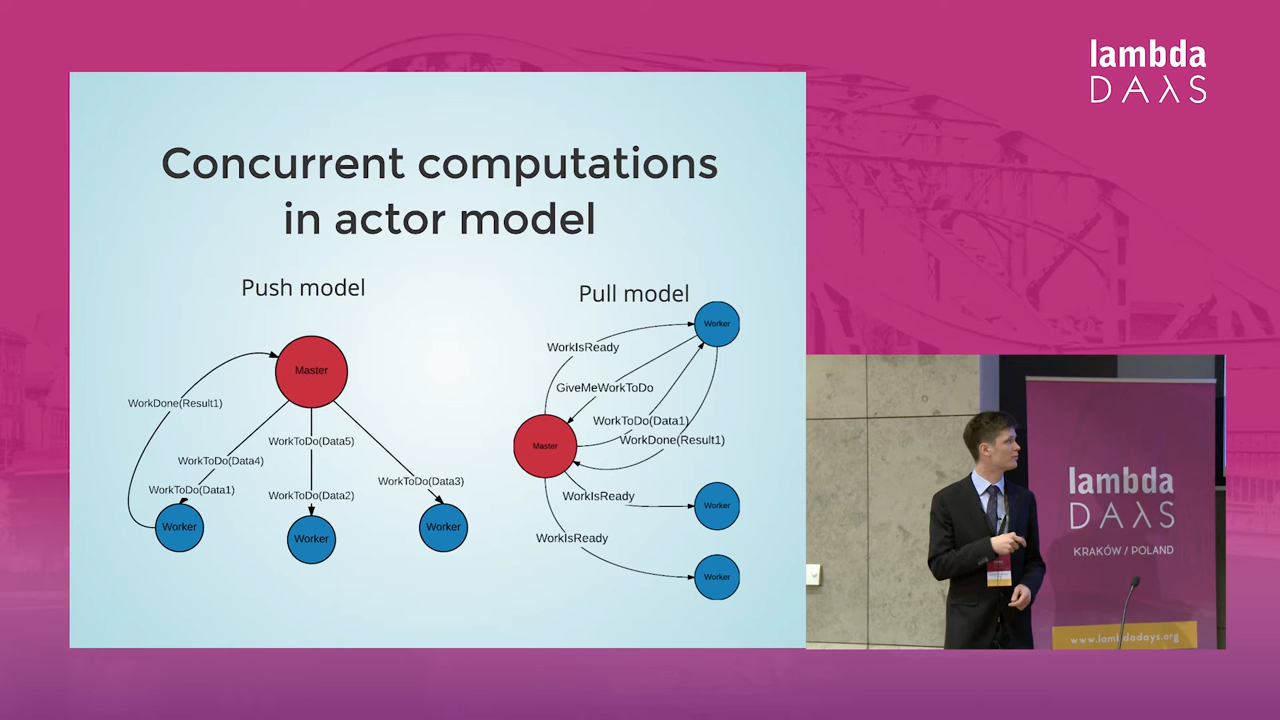 lambda
DAλS
Concurrent computations
in actor model
Push model
Master
WorkDone(Result1)
WorkToDo(Data5)
WorkToDo(Data4)
WorkToDo(Data3)
WorkToDo(Data1)
WorkToDo(Data2)
Worker
Worker
Worker
Pull model
Worker
WorkIsReady
GiveMeWorkToDo
WorkToDo(Data1)
WorkDone(Result1)
Master
WorkIsReady
Worker
WorkIsReady
Worker
lambda
DAλS
KRAKÓW / POLAND
www.lambdadays.org